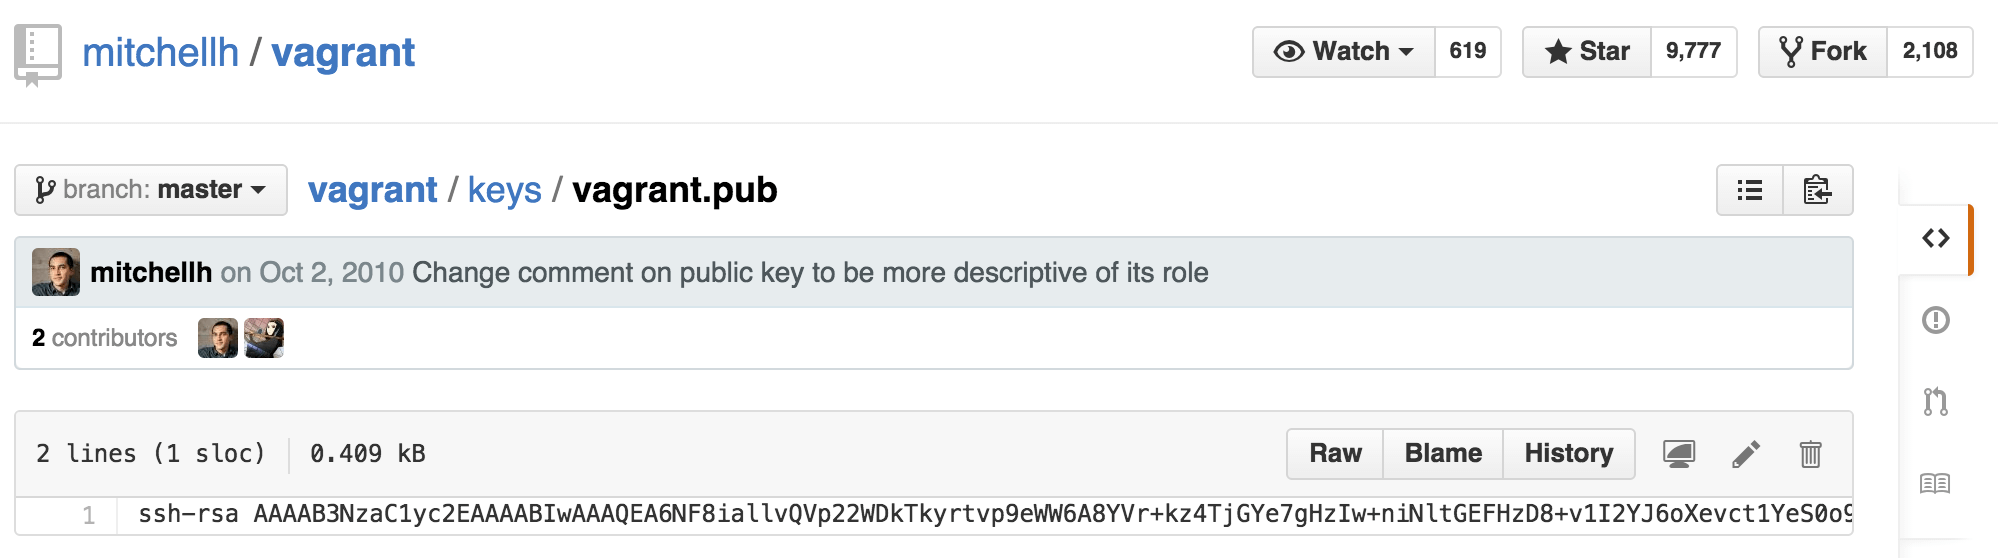 mitchellh / vagrant
Watch 619 Star 9,777 Fork 2,108
branch: master vagrant / keys / vagrant.pub
mitchellh on Oct 2, 2010 Change comment on public key to be more descriptive of its role
2 contributors
2 lines (1 sloc) 0.409 kB Raw Blame History
1 ssh-rsa AAAAB3NzaC1yc2EAAAABIwAAAQEA6NF8iallvQVp22WDkTkyrtvp9eWW6A8YVr+kz4TjGYe7gHzIw+niNltGEFHzD8+v1I2YJ6oXevct1YeS0o9